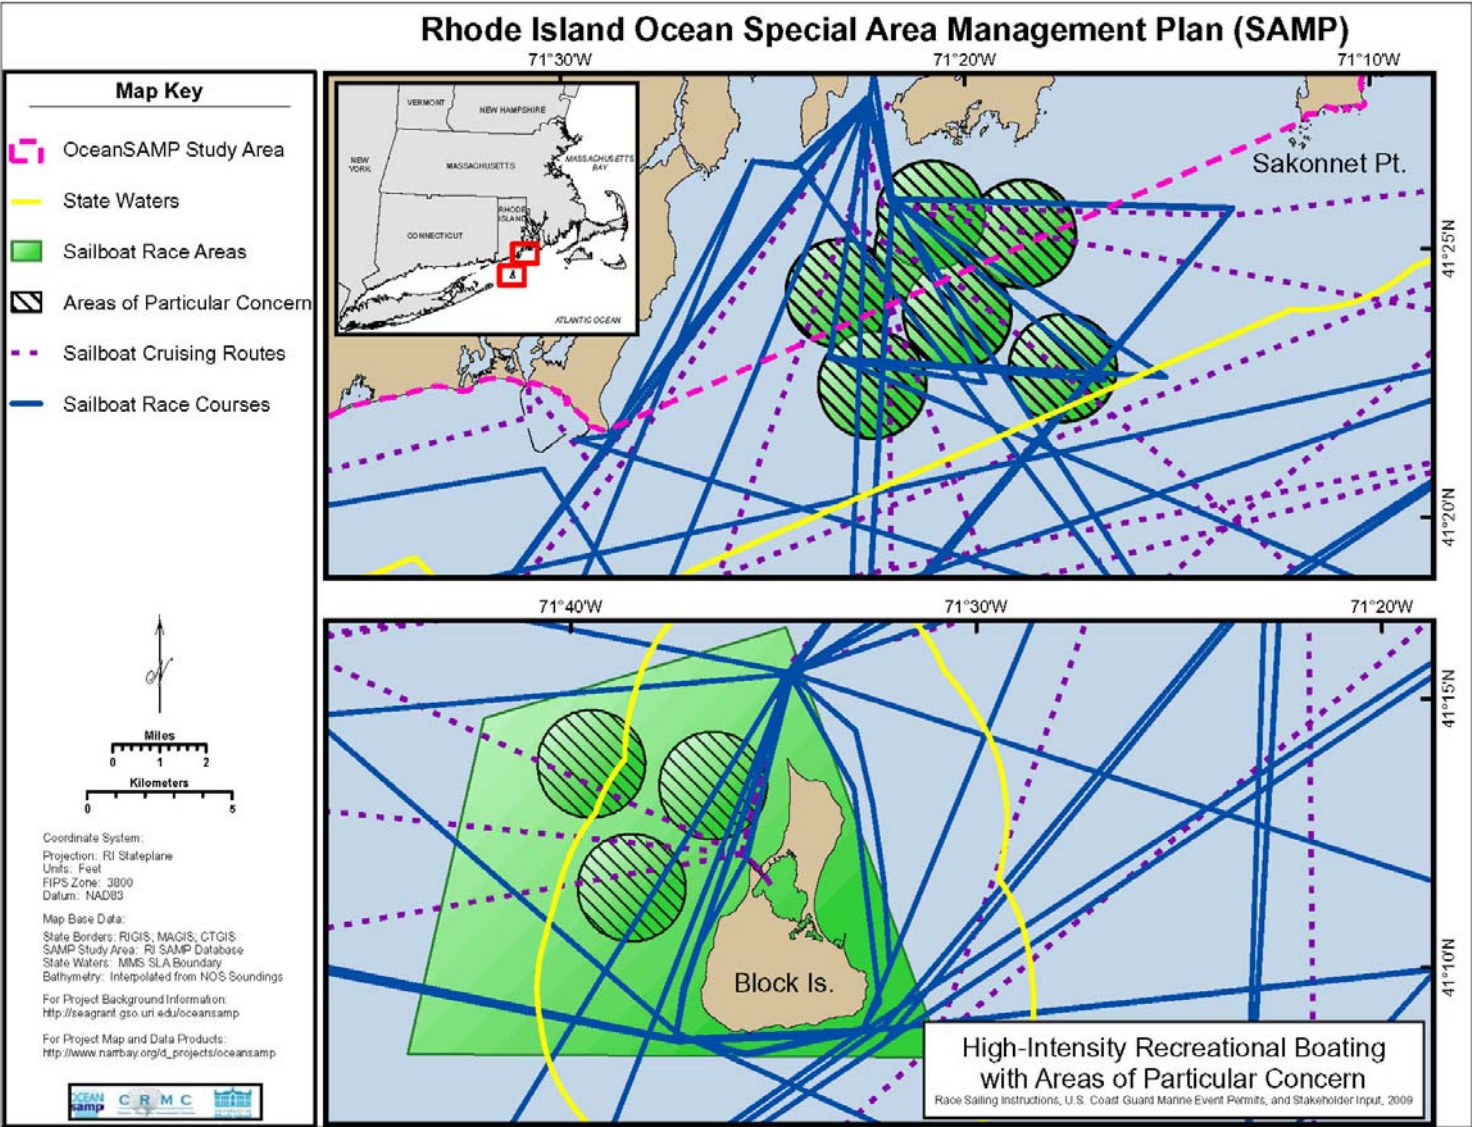 Rhode Island Ocean Special Area Management Plan (SAMP)
71°30'W
71°20'W
71°10'W
Map Key
OceanSAMP Study Area
State Waters
Sailboat Race Areas
Areas of Particular Concern
Sailboat Cruising Routes
Sailboat Race Courses
VERMONT
NEW HAMPSHIRE
NEW
YORK
MASSACHUSETTS
MASSACHUSETTS
BAY
RHODE
ISLAND
CONNECTICUT
ATLANTIC OCEAN
Sakonnet Pt.
41°25'N
41°20'N
71°40'W
71°30'W
71°20'W
41°15'N
41°10'N
Block Is.
N
Miles
0 1 2
Kilometers
0 5
Coordinate System:
Projection: RI Stateplane
Units: Feet
FIPS Zone: 3800
Datum: NAD83
Map Base Data:
State Borders: RIGIS, MAGIS, CTGIS
SAMP Study Area: RI SAMP Database
State Waters: MMS SLA Boundary
Bathymetry: Interpolated from NOS Soundings
For Project Background Information:
http://seagrant.gso.uri.edu/oceansamp
For Project Map and Data Products:
http://www.narrbay.org/d_projects/oceansamp
OCEAN
samp
CRMC
High-Intensity Recreational Boating
with Areas of Particular Concern
Race Sailing Instructions, U.S. Coast Guard Marine Event Permits, and Stakeholder Input, 2009